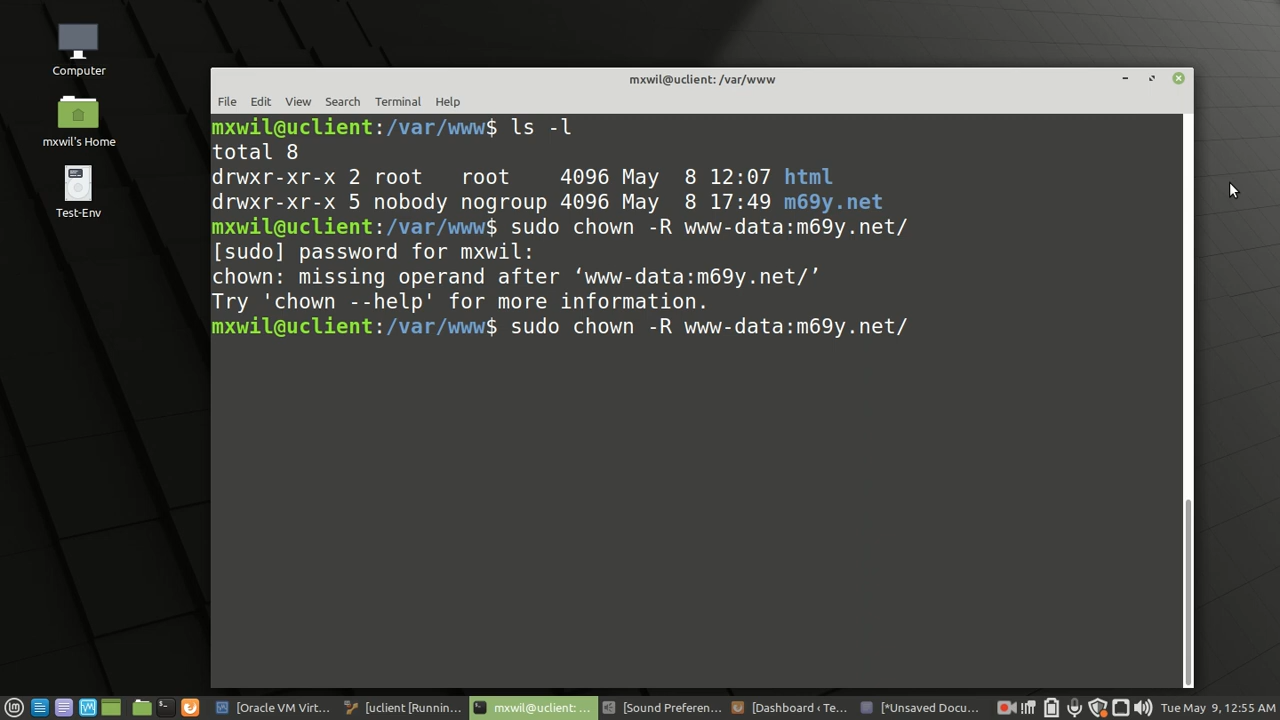 Computer
mxwil's Home
Test-Env
mxwil@uclient: /var/www
File Edit View Search Terminal Help
mxwil@uclient:/var/www$ ls -l
total 8
drwxr-xr-x 2 root   root    4096 May  8 12:07 html
drwxr-xr-x 5 nobody nogroup 4096 May  8 17:49 m69y.net
mxwil@uclient:/var/www$ sudo chown -R www-data:m69y.net/
[sudo] password for mxwil:
chown: missing operand after ‘www-data:m69y.net/’
Try 'chown --help' for more information.
mxwil@uclient:/var/www$ sudo chown -R www-data:m69y.net/
[Oracle VM Virt... [uclient [Runnin... mxwil@uclient: ... [Sound Preferen... [Dashboard ‹ Te... [*Unsaved Docu... Tue May 9, 12:55 AM